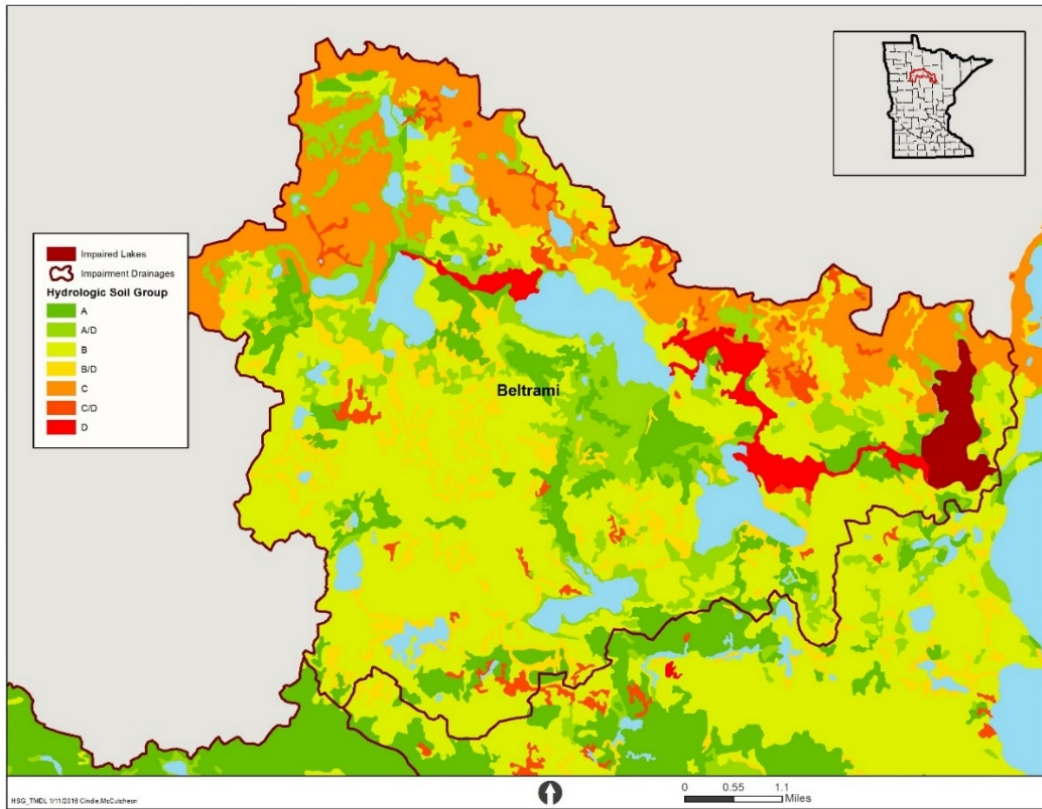 Impaired Lakes
Impairment Drainages
Hydrologic Soil Group
A
A/D
B
B/D
C
C/D
D
Beltrami
HSG_TMDL 1/11/2016 Cindie.McCutcheon
0 0.55 1.1
Miles